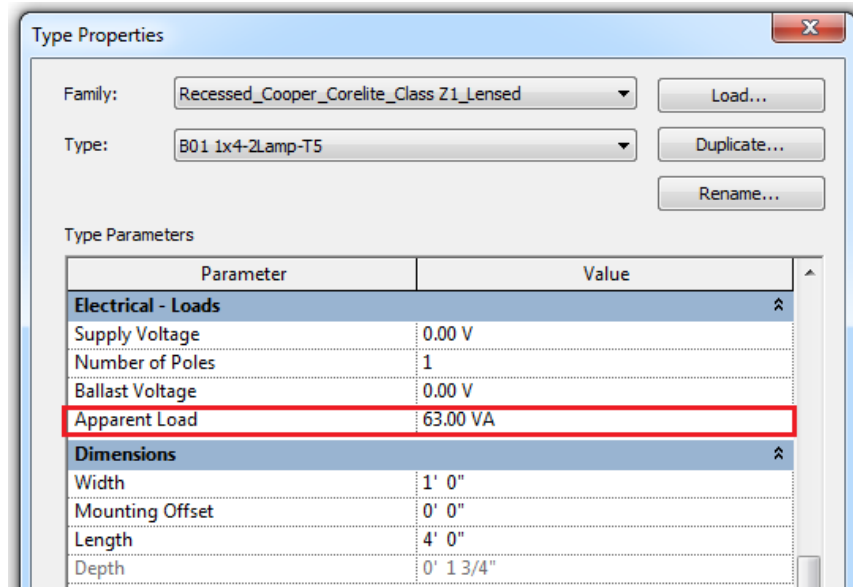 Type Properties
Family: Recessed_Cooper_Corelite_Class Z1_Lensed Load...
Type: B01 1x4-2Lamp-T5 Duplicate...
Rename...
Type Parameters
Parameter Value
Electrical - Loads
Supply Voltage 0.00 V
Number of Poles 1
Ballast Voltage 0.00 V
Apparent Load 63.00 VA
Dimensions
Width 1' 0"
Mounting Offset 0' 0"
Length 4' 0"
Depth 0' 1 3/4"